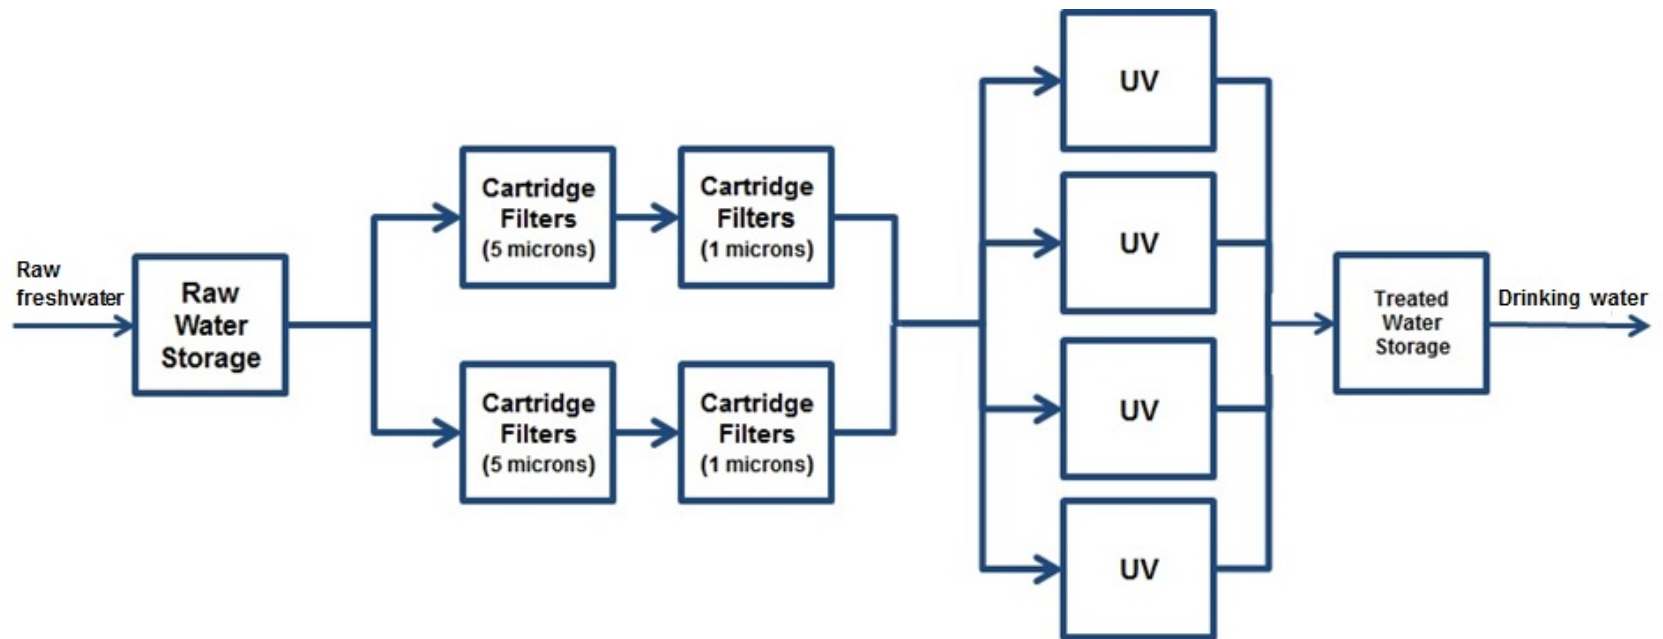 Raw
freshwater
Raw
Water
Storage
Cartridge
Filters
(5 microns)
Cartridge
Filters
(1 microns)
Cartridge
Filters
(5 microns)
Cartridge
Filters
(1 microns)
UV
UV
UV
UV
Treated
Water
Storage
Drinking water